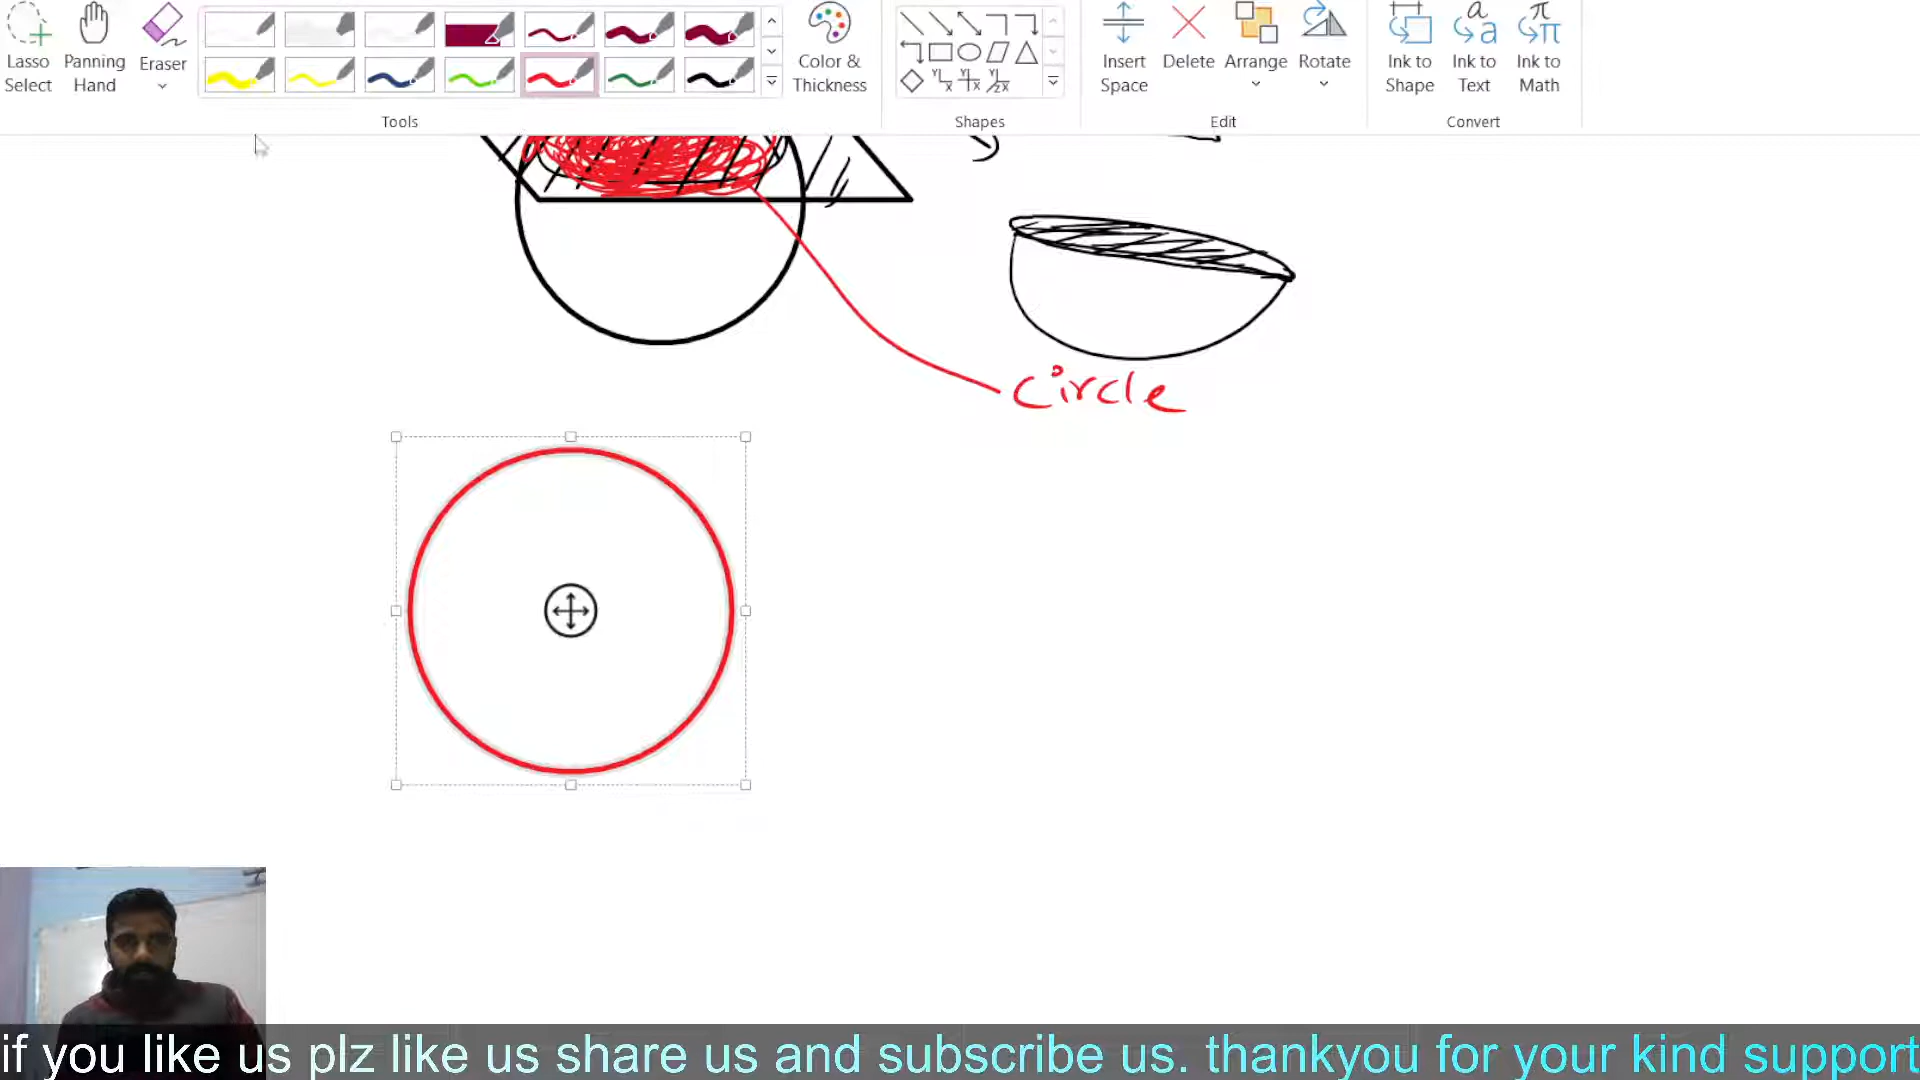 Lasso Select
Panning Hand
Eraser
Color & Thickness
Insert Space
Delete
Arrange
Rotate
Ink to Shape
Ink to Text
Ink to Math
Tools
Shapes
Edit
Convert
Circle
if you like us plz like us share us and subscribe us. thankyou for your kind support